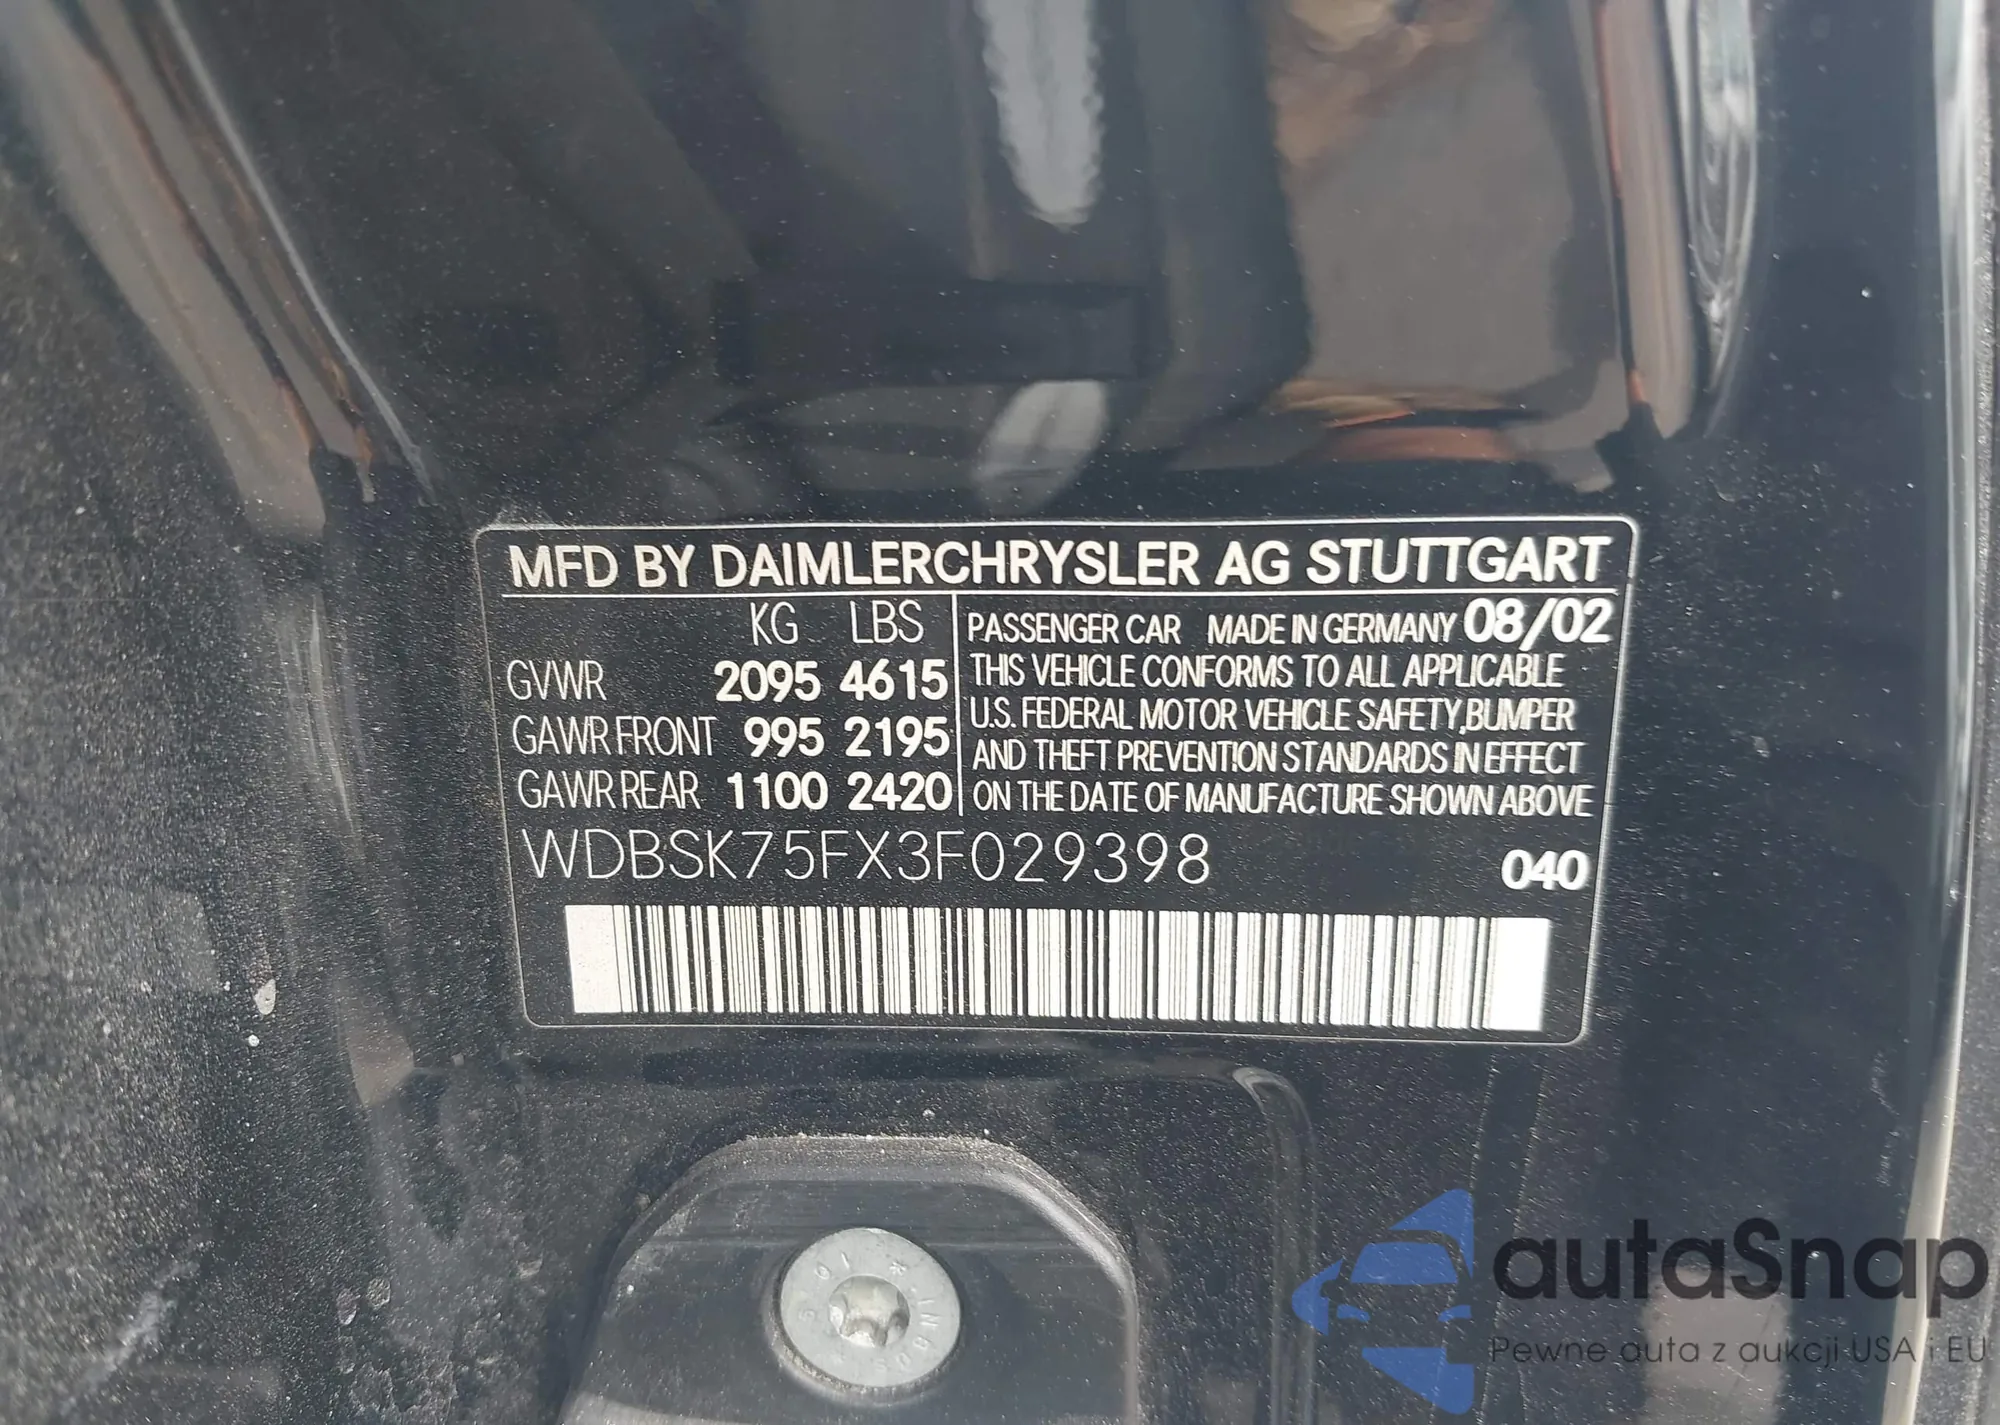 MFD BY DAIMLERCHRYSLER AG STUTTGART
KG LBS
GVWR 2095 4615
GAWR FRONT 995 2195
GAWR REAR 1100 2420
PASSENGER CAR MADE IN GERMANY 08/02
THIS VEHICLE CONFORMS TO ALL APPLICABLE
U.S. FEDERAL MOTOR VEHICLE SAFETY,BUMPER
AND THEFT PREVENTION STANDARDS IN EFFECT
ON THE DATE OF MANUFACTURE SHOWN ABOVE
WDBSK75FX3F029398 040
INBUS
autaSnap
Pewne auta z aukcji USA i EU